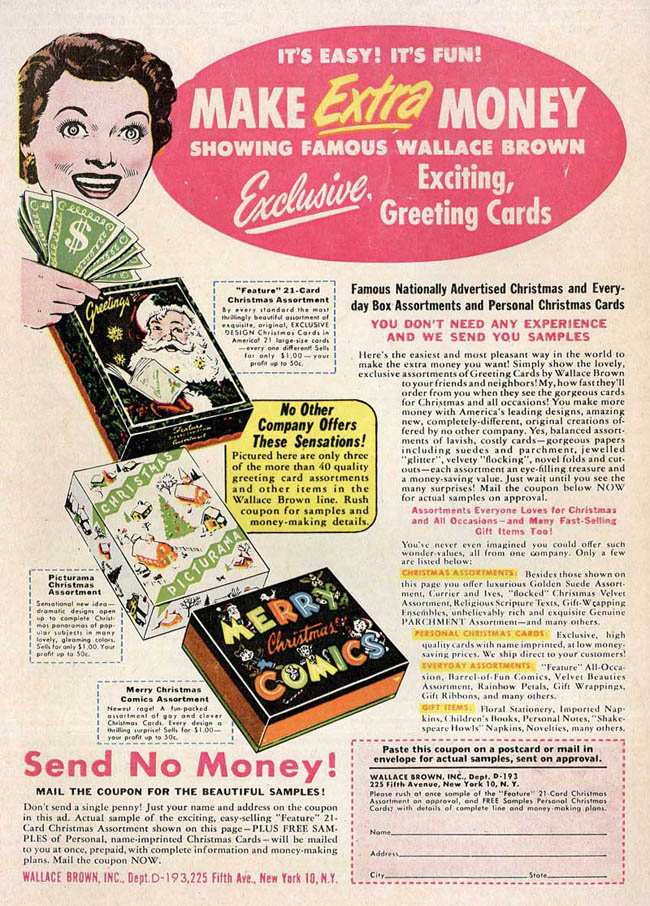 IT'S EASY! IT'S FUN!
MAKE Extra MONEY
SHOWING FAMOUS WALLACE BROWN
Exclusive, Exciting,
Greeting Cards
$
Greetings
Feature
"Feature" 21-Card
Christmas Assortment
By every standard the most
thrillingly beautiful assortment of
exquisite, original, EXCLUSIVE
DESIGN Christmas Cards in
America! 21 large-size cards
—every one different! Sells
for only $1.00—your
profit up to 50c.
No Other
Company Offers
These Sensations!
Pictured here are only three
of the more than 40 quality
greeting card assortments
and other items in the
Wallace Brown line. Rush
coupon for samples and
money-making details.
CHRISTMAS
PICTURAMA
Picturama
Christmas
Assortment
Sensational new idea—
dramatic designs open
up to complete Christ-
mas panoramas of pop-
ular subjects in many
lovely, gleaming colors.
Sells for only $1.00. Your
profit up to 50c.
MERRY
Christmas
COMICS
Merry Christmas
Comics Assortment
Newest rage! A fun-packed
assortment of gay and clever
Christmas Cards. Every design a
thrilling surprise! Sells for $1.00—
your profit up to 50c.
Famous Nationally Advertised Christmas and Every-
day Box Assortments and Personal Christmas Cards
YOU DON'T NEED ANY EXPERIENCE
AND WE SEND YOU SAMPLES
Here's the easiest and most pleasant way in the world to
make the extra money you want! Simply show the lovely,
exclusive assortments of Greeting Cards by Wallace Brown
to your friends and neighbors! My, how fast they'll
order from you when they see the gorgeous cards
for Christmas and all occasions! You make more
money with America's leading designs, amazing
new, completely-different, original creations of-
fered by no other company. Yes, balanced assort-
ments of lavish, costly cards—gorgeous papers
including suedes and parchment, jewelled
"glitter", velvety "flocking", novel folds and cut-
outs—each assortment an eye-filling treasure and
a money-saving value. Just wait until you see the
many surprises! Mail the coupon below NOW
for actual samples on approval.
Assortments Everyone Loves for Christmas
and All Occasions—and Many Fast-Selling
Gift Items Too!
You've never even imagined you could offer such
wonder-values, all from one company. Only a few
are listed below:
CHRISTMAS ASSORTMENTS: Besides those shown on
this page you offer luxurious Golden Suede Assort-
ment, Currier and Ives, "flocked" Christmas Velvet
Assortment, Religious Scripture Texts, Gift-Wrapping
Ensembles, unbelievably rich and exquisite Genuine
PARCHMENT Assortment—and many others.
PERSONAL CHRISTMAS CARDS: Exclusive, high
quality cards with name imprinted, at low money-
saving prices. We ship direct to your customers!
EVERYDAY ASSORTMENTS: "Feature" All-Occa-
sion, Barrel-of-Fun Comics, Velvet Beauties
Assortment, Rainbow Petals, Gift Wrappings,
Gift Ribbons, and many others.
GIFT ITEMS: Floral Stationery, Imported Nap-
kins, Children's Books, Personal Notes, "Shake-
speare Howls" Napkins, Novelties, many others.
Send No Money!
MAIL THE COUPON FOR THE BEAUTIFUL SAMPLES!
Don't send a single penny! Just your name and address on the coupon
in this ad. Actual sample of the exciting, easy-selling "Feature" 21-
Card Christmas Assortment shown on this page—PLUS FREE SAM-
PLES of Personal, name-imprinted Christmas Cards—will be mailed
to you at once, prepaid, with complete information and money-making
plans. Mail the coupon NOW.
WALLACE BROWN, INC., Dept. D-193, 225 Fifth Ave., New York 10, N.Y.
Paste this coupon on a postcard or mail in
envelope for actual samples, sent on approval.
WALLACE BROWN, INC., Dept. D-193
225 Fifth Avenue, New York 10, N. Y.
Please rush at once sample of the "Feature" 21-Card Christmas
Assortment on approval, and FREE Samples Personal Christmas
Cards, with details of complete line and money-making plans.
Name
Address
City State